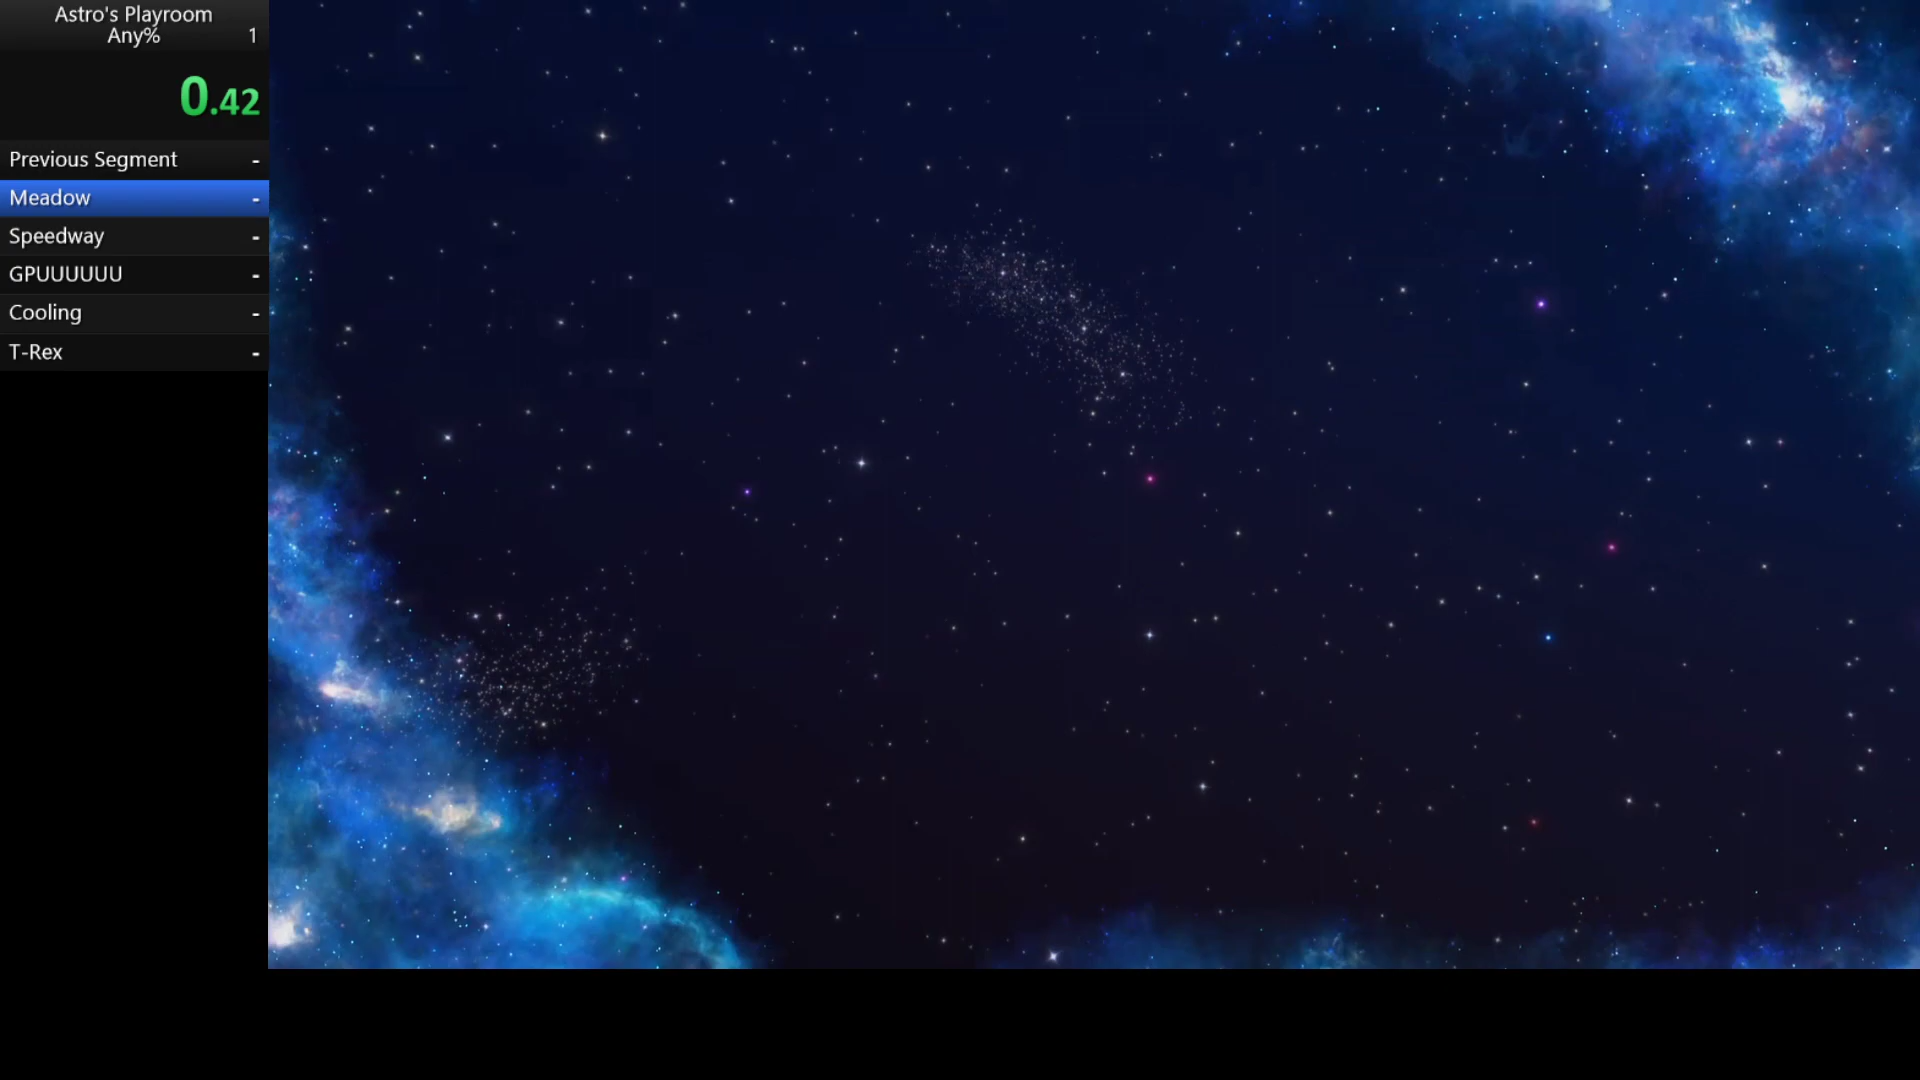 Astro's Playroom
Any% 1
0.42
Previous Segment -
Meadow -
Speedway -
GPUUUUUU -
Cooling -
T-Rex -